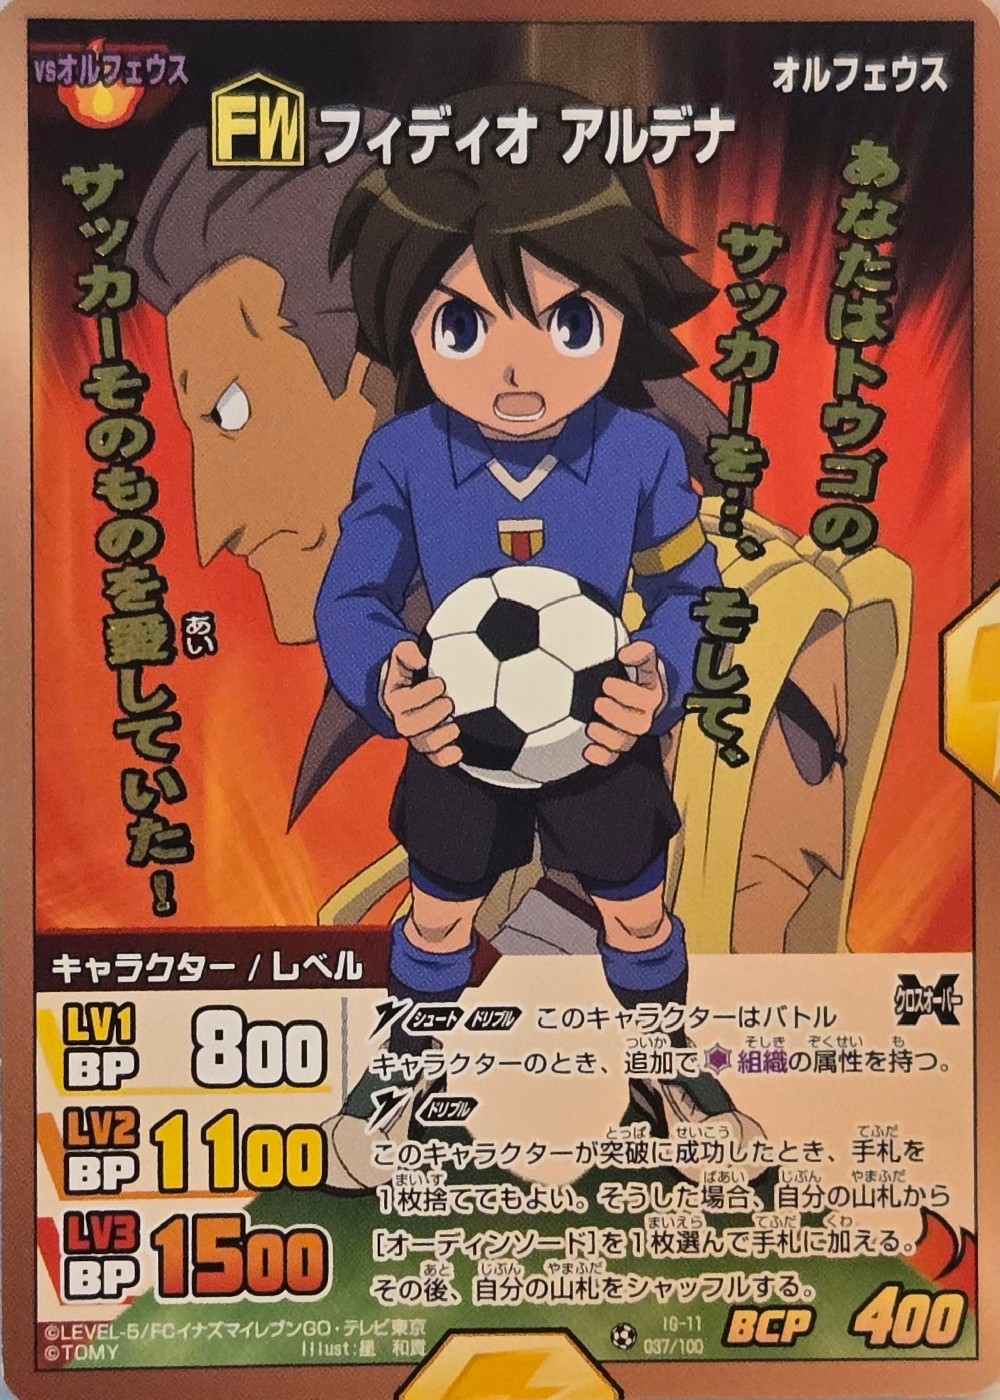 vsオルフェウス
オルフェウス
FW フィディオ アルデナ
あなたはトウゴの
サッカーを…、
そして、
サッカーそのものを愛していた！
あい
キャラクター / レベル
LV1
BP 800
LV2
BP 1100
LV3
BP 1500
クロスオーバー
シュート ドリブル このキャラクターはバトル
ついか そしき ぞくせい も
キャラクターのとき、追加で組織の属性を持つ。
ドリブル
とっぱ せいこう てふだ
このキャラクターが突破に成功したとき、手札を
まいす ばあい じぶん やまふだ
1枚捨ててもよい。そうした場合、自分の山札から
まいえら てふだ くわ
[オーディンソード]を1枚選んで手札に加える。
あと じぶん やまふだ
その後、自分の山札をシャッフルする。
©LEVEL-5/FCイナズマイレブンGO・テレビ東京
©TOMY
Illust:星 和貴
IG-11
037/100
BCP 400